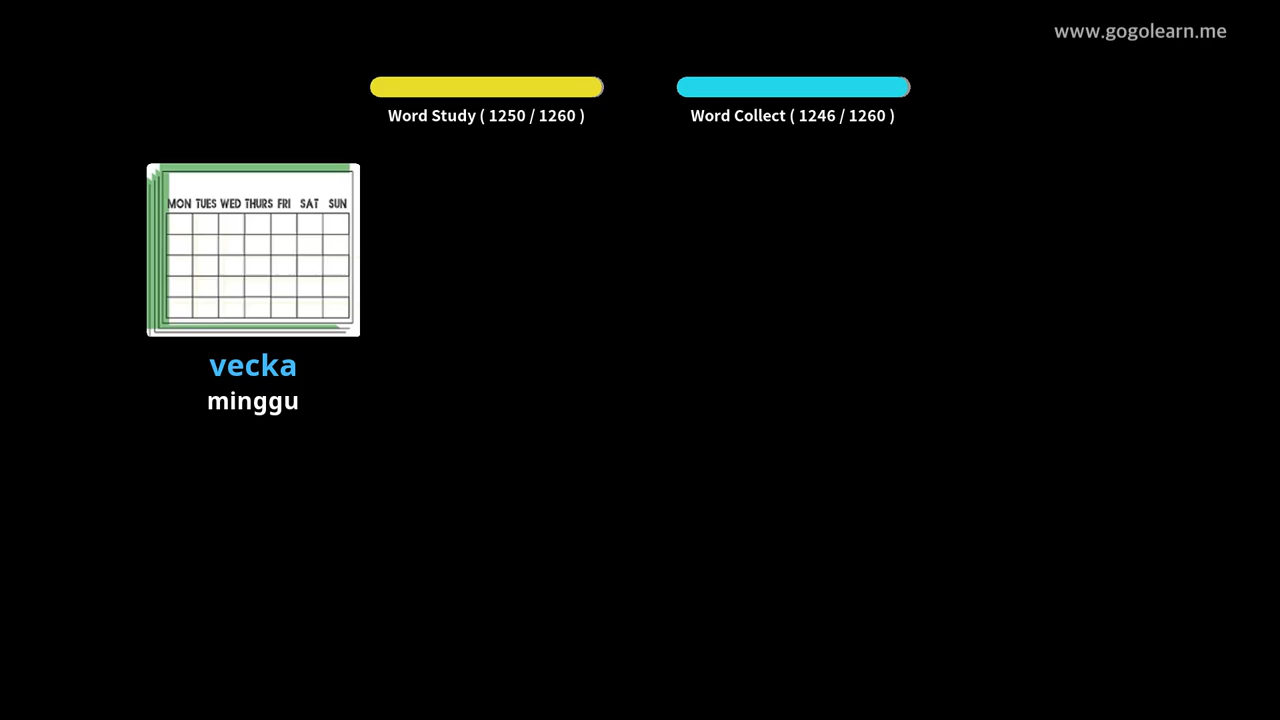 www.gogolearn.me
Word Study ( 1250 / 1260 )
Word Collect ( 1246 / 1260 )
MON TUES WED THURS FRI SAT SUN
vecka
minggu